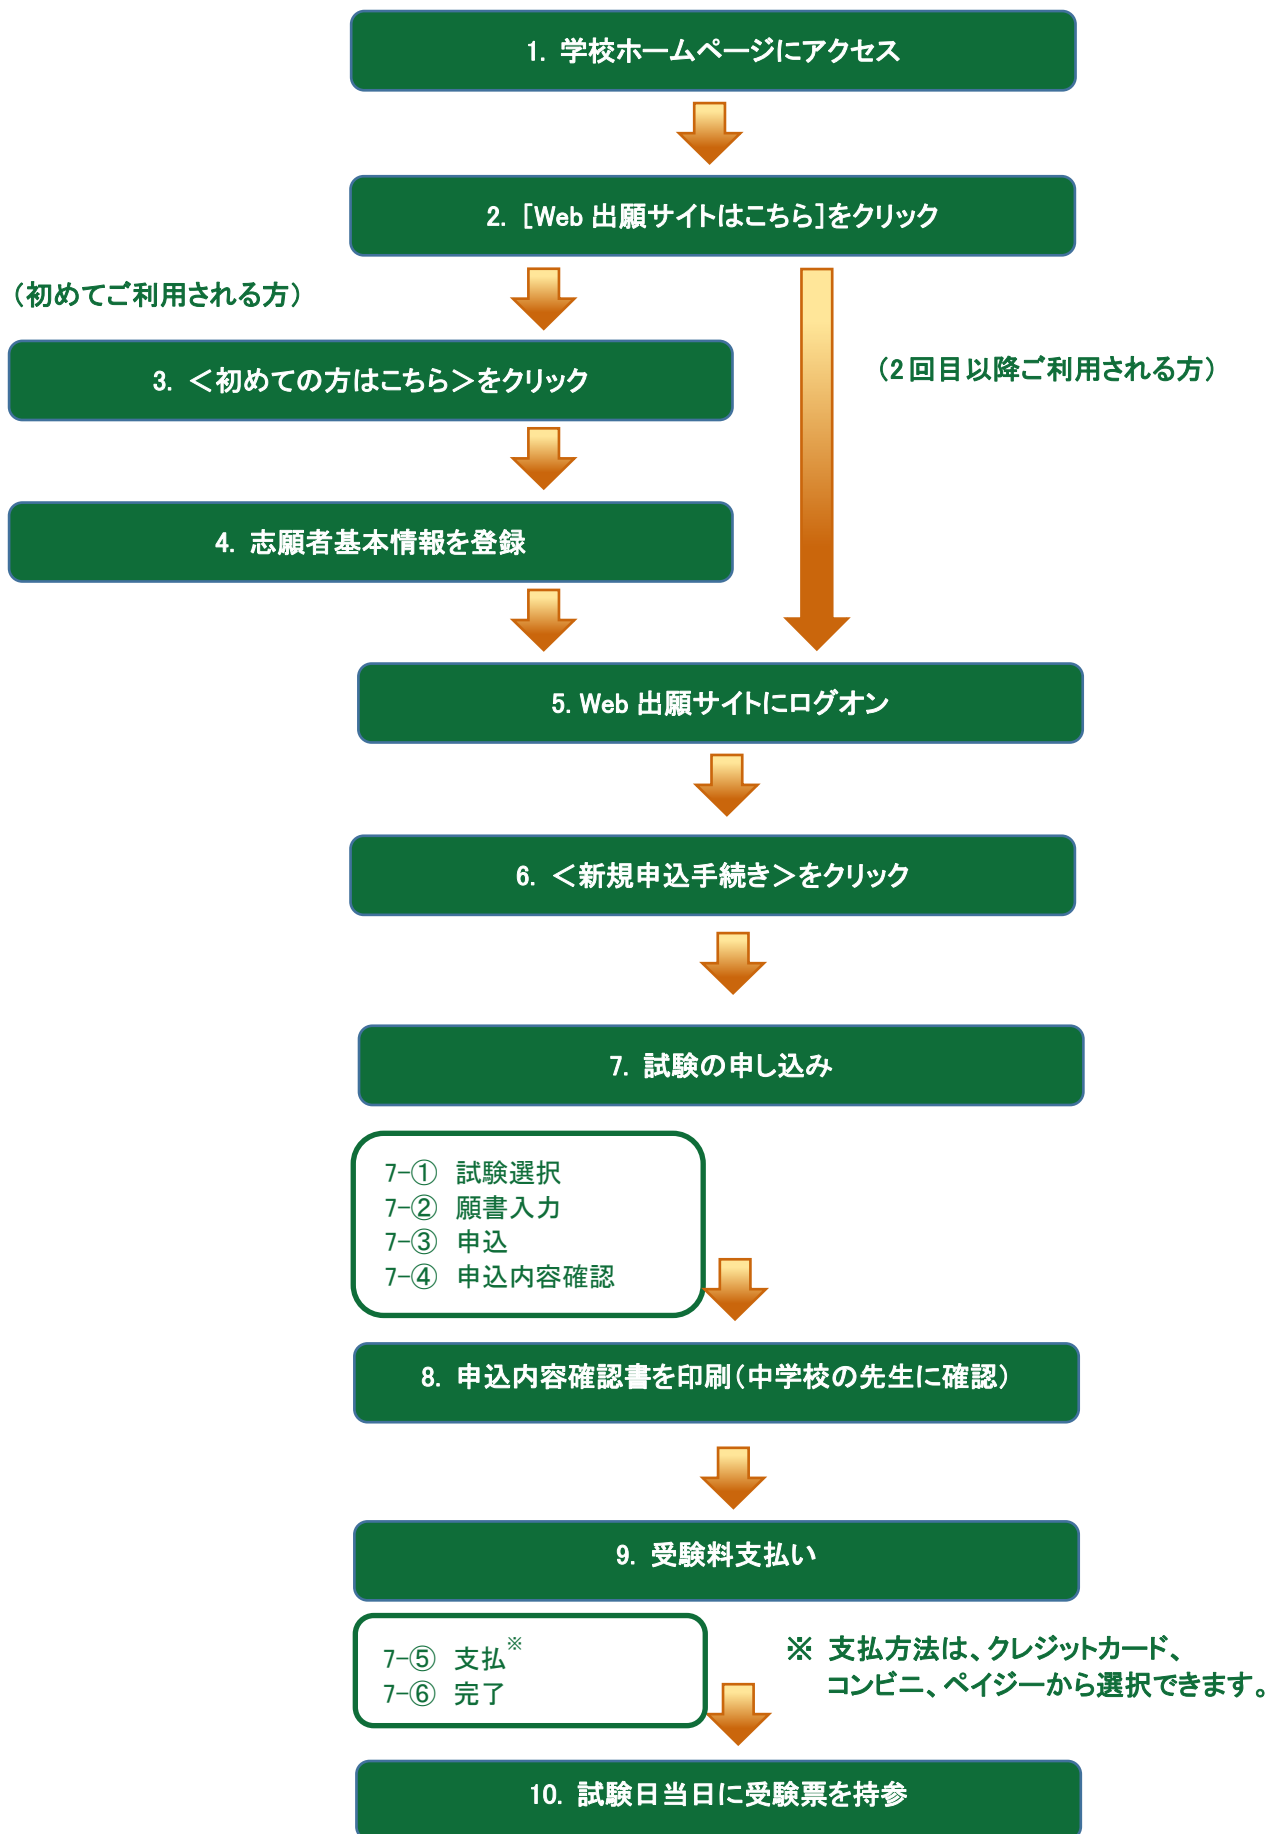 1. 学校ホームページにアクセス
2. [Web 出願サイトはこちら]をクリック
（初めてご利用される方）
3. ＜初めての方はこちら＞をクリック
（2回目以降ご利用される方）
4. 志願者基本情報を登録
5. Web 出願サイトにログオン
6. ＜新規申込手続き＞をクリック
7. 試験の申し込み
7-① 試験選択
7-② 願書入力
7-③ 申込
7-④ 申込内容確認
8. 申込内容確認書を印刷（中学校の先生に確認）
9. 受験料支払い
7-⑤ 支払※
7-⑥ 完了
※ 支払方法は、クレジットカード、
コンビニ、ペイジーから選択できます。
10. 試験日当日に受験票を持参